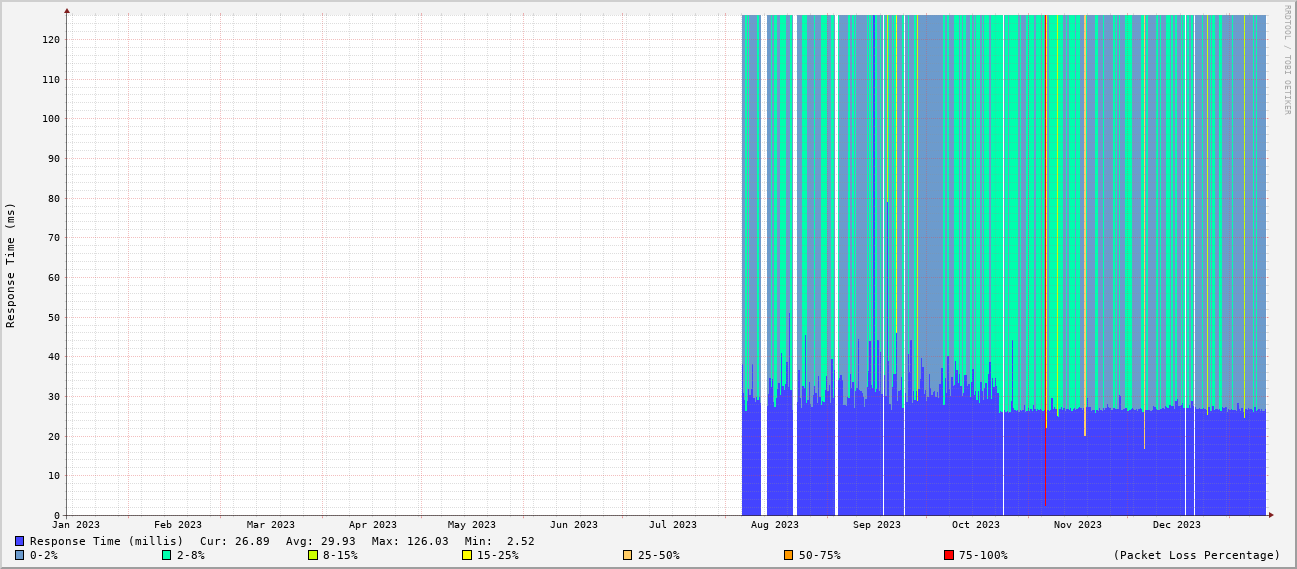 RRDTOOL / TOBI OETIKER
Response Time (ms)
120
110
100
90
80
70
60
50
40
30
20
10
0
Jan 2023 Feb 2023 Mar 2023 Apr 2023 May 2023 Jun 2023 Jul 2023 Aug 2023 Sep 2023 Oct 2023 Nov 2023 Dec 2023
Response Time (millis) Cur: 26.89 Avg: 29.93 Max: 126.03 Min: 2.52
0-2% 2-8% 8-15% 15-25% 25-50% 50-75% 75-100% (Packet Loss Percentage)